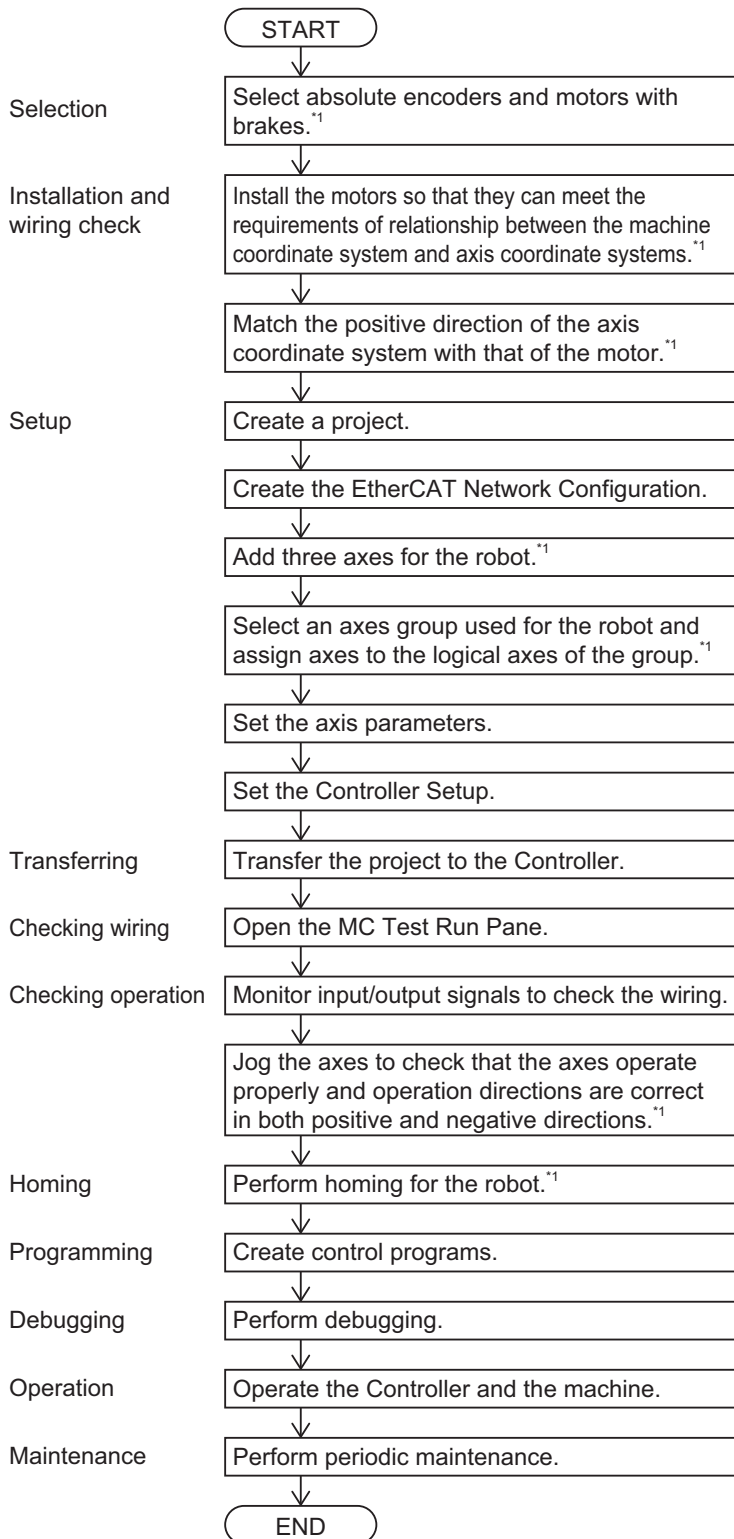 START
Selection
Select absolute encoders and motors with
brakes.*1
Installation and
wiring check
Install the motors so that they can meet the
requirements of relationship between the machine
coordinate system and axis coordinate systems.*1
Match the positive direction of the axis
coordinate system with that of the motor.*1
Setup
Create a project.
Create the EtherCAT Network Configuration.
Add three axes for the robot.*1
Select an axes group used for the robot and
assign axes to the logical axes of the group.*1
Set the axis parameters.
Set the Controller Setup.
Transferring
Transfer the project to the Controller.
Checking wiring
Open the MC Test Run Pane.
Checking operation
Monitor input/output signals to check the wiring.
Jog the axes to check that the axes operate
properly and operation directions are correct
in both positive and negative directions.*1
Homing
Perform homing for the robot.*1
Programming
Create control programs.
Debugging
Perform debugging.
Operation
Operate the Controller and the machine.
Maintenance
Perform periodic maintenance.
END